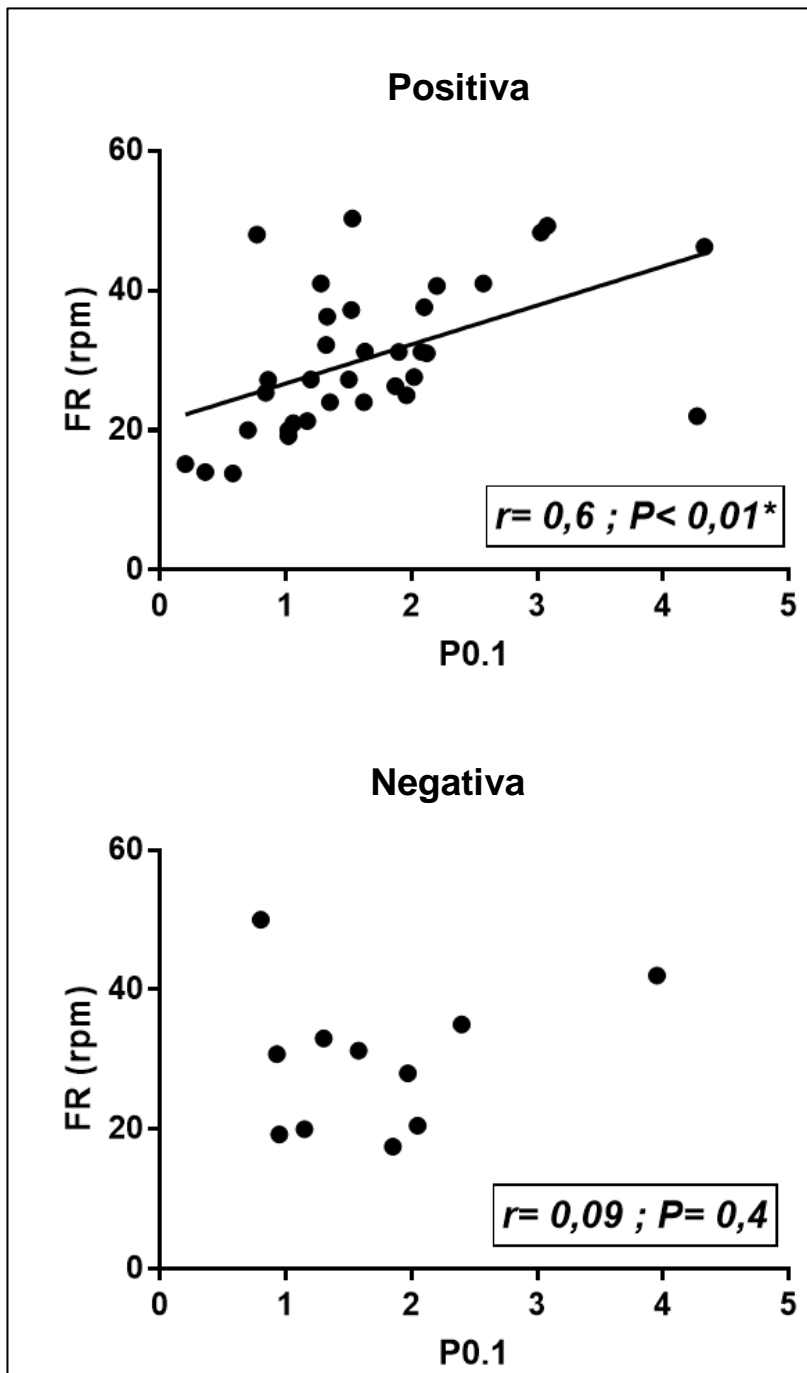 Positiva
60
40
20
0
FR (rpm)
r= 0,6 ; P< 0,01*
0 1 2 3 4 5
P0.1
Negativa
60
40
20
0
FR (rpm)
r= 0,09 ; P= 0,4
0 1 2 3 4 5
P0.1